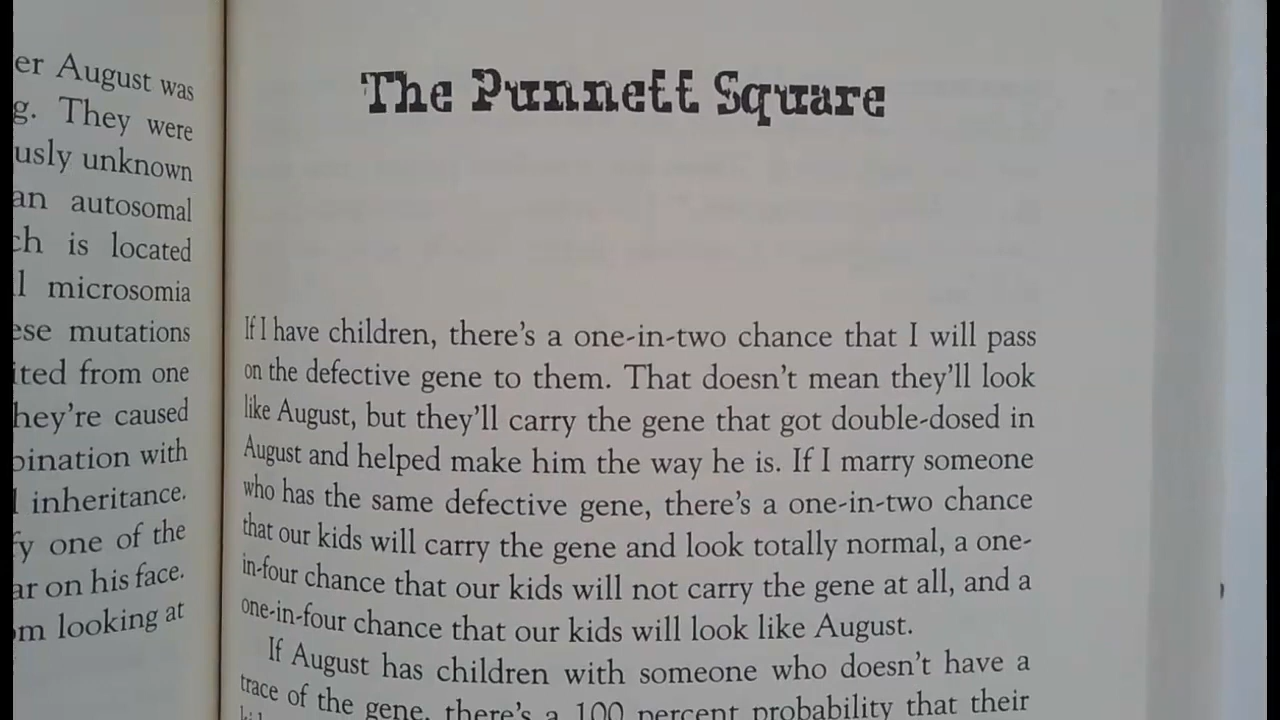 er August was
g. They were
usly unknown
an autosomal
ch is located
l microsomia
ese mutations
ited from one
hey're caused
bination with
l inheritance.
fy one of the
ar on his face.
om looking at
The Punnett Square
If I have children, there's a one-in-two chance that I will pass
on the defective gene to them. That doesn't mean they'll look
like August, but they'll carry the gene that got double-dosed in
August and helped make him the way he is. If I marry someone
who has the same defective gene, there's a one-in-two chance
that our kids will carry the gene and look totally normal, a one-
in-four chance that our kids will not carry the gene at all, and a
one-in-four chance that our kids will look like August.
If August has children with someone who doesn't have a
trace of the gene, there's a 100 percent probability that their